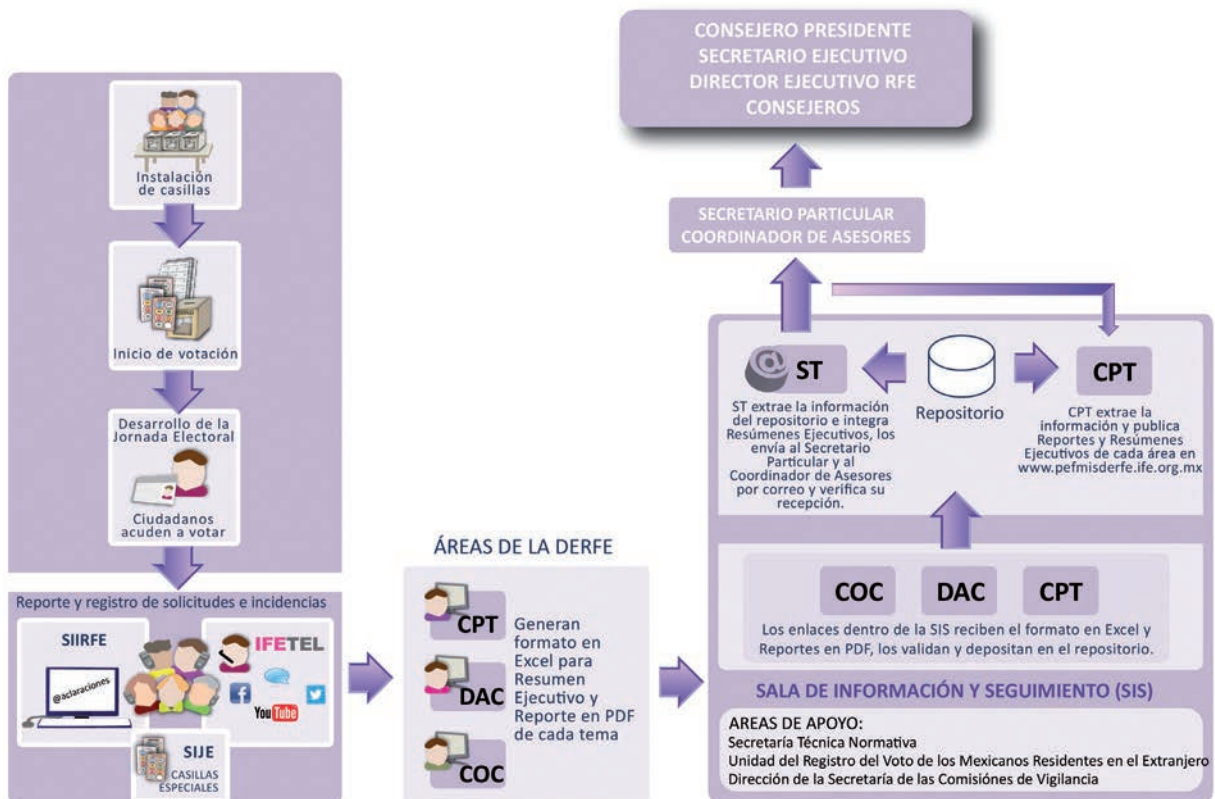 CONSEJERO PRESIDENTE
SECRETARIO EJECUTIVO
DIRECTOR EJECUTIVO RFE
CONSEJEROS
SECRETARIO PARTICULAR
COORDINADOR DE ASESORES
Instalación
de casillas
Inicio de votación
Desarrollo de la
Jornada Electoral
Ciudadanos
acuden a votar
Reporte y registro de solicitudes e incidencias
SIIRFE
@aclaraciones
IFETEL
YouTube
SIJE
CASILLAS
ESPECIALES
ÁREAS DE LA DERFE
CPT
DAC
COC
Generan
formato en
Excel para
Resumen
Ejecutivo y
Reporte en PDF
de cada tema
@ ST
ST extrae la información
del repositorio e integra
Resúmenes Ejecutivos, los
envía al Secretario
Particular y al
Coordinador de Asesores
por correo y verifica su
recepción.
Repositorio
CPT
CPT extrae la
información y publica
Reportes y Resúmenes
Ejecutivos de cada área en
www.pefmisderfe.ife.org.mx
COC DAC CPT
Los enlaces dentro de la SIS reciben el formato en Excel y
Reportes en PDF, los validan y depositan en el repositorio.
SALA DE INFORMACIÓN Y SEGUIMIENTO (SIS)
AREAS DE APOYO:
Secretaría Técnica Normativa
Unidad del Registro del Voto de los Mexicanos Residentes en el Extranjero
Dirección de la Secretaría de las Comisiónes de Vigilancia